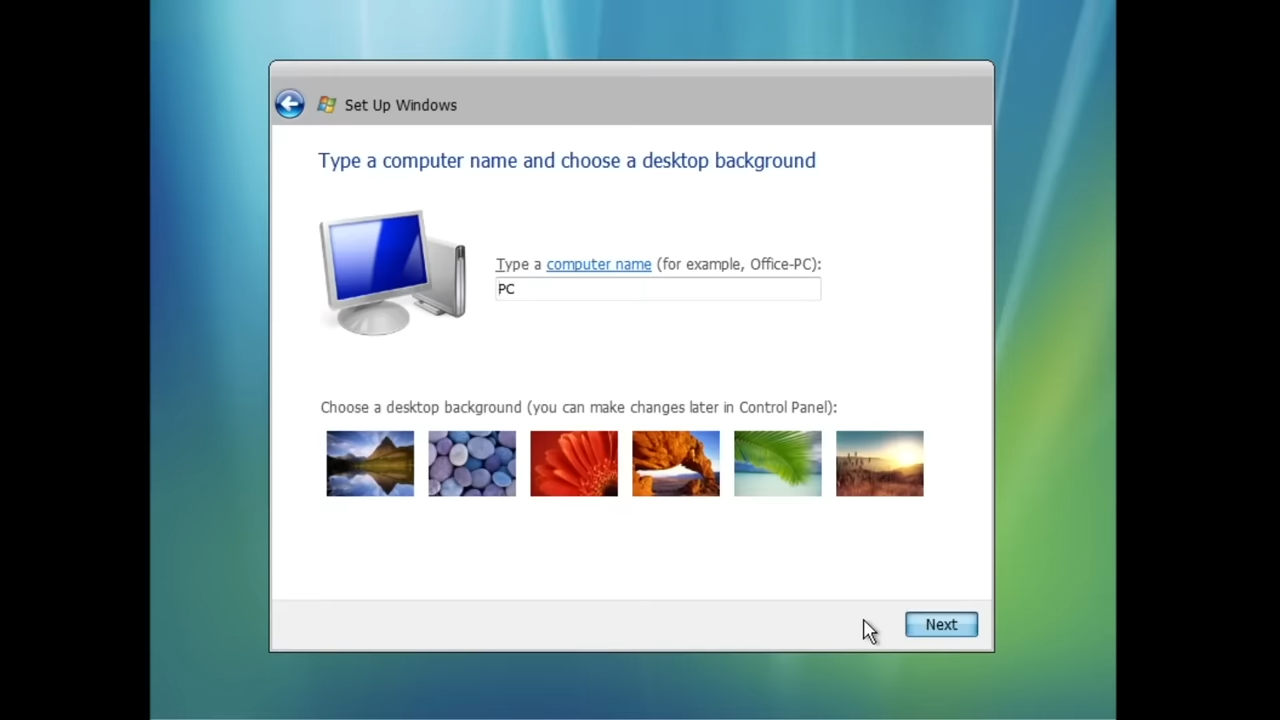 Set Up Windows
Type a computer name and choose a desktop background
Type a computer name (for example, Office-PC):
PC
Choose a desktop background (you can make changes later in Control Panel):
Next